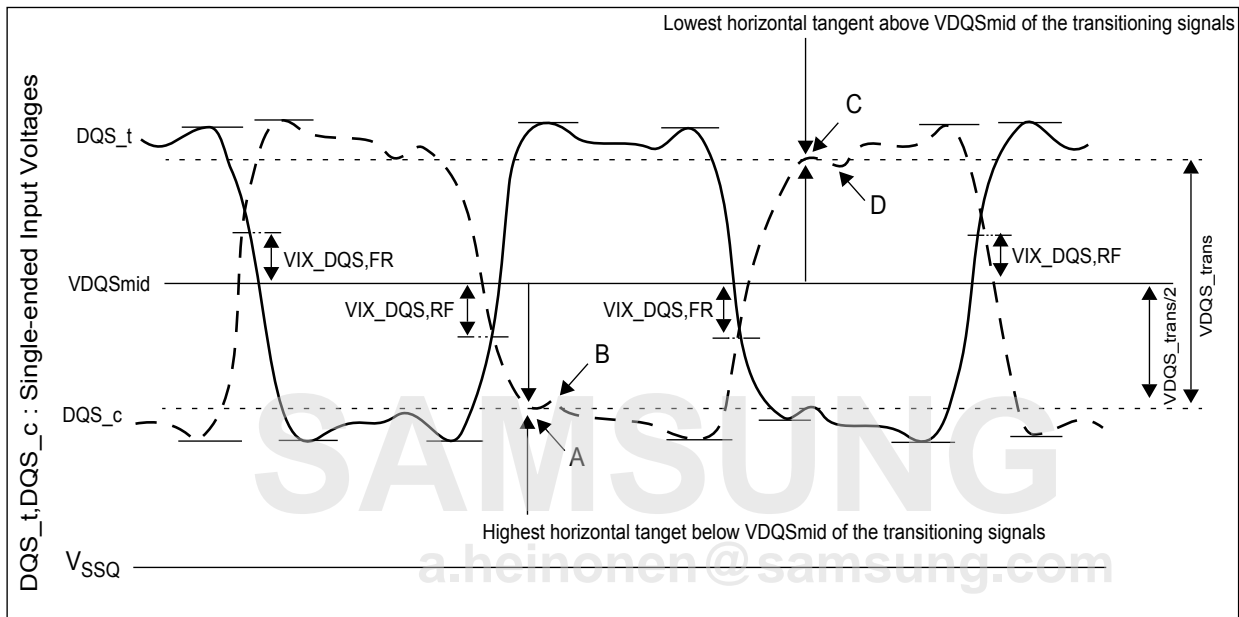 Lowest horizontal tangent above VDQSmid of the transitioning signals
DQS_t,DQS_c : Single-ended Input Voltages
DQS_t
C
D
VIX_DQS,FR
VIX_DQS,RF
VDQSmid
VIX_DQS,RF
VIX_DQS,FR
VDQS_trans/2
VDQS_trans
B
DQS_c
A
SAMSUNG
Highest horizontal tanget below VDQSmid of the transitioning signals
a.heinonen@samsung.com
VSSQ